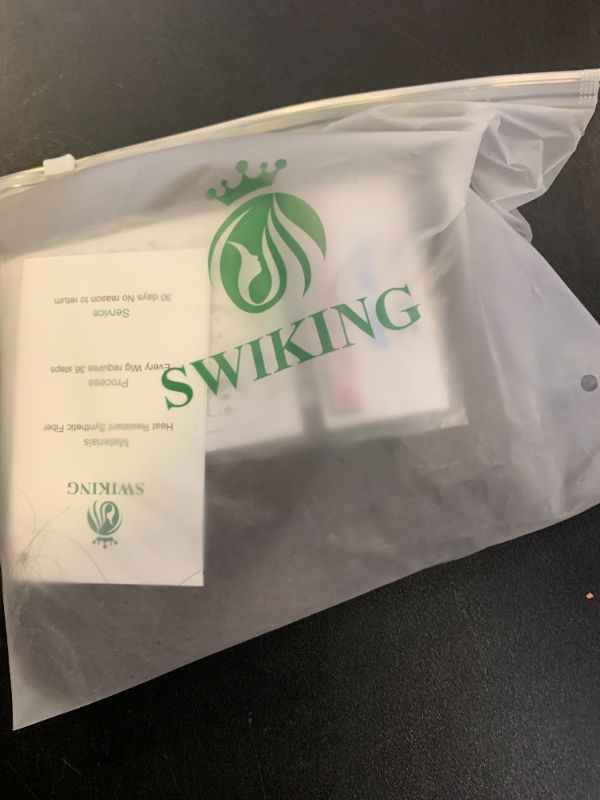 SWIKING
SWIKING
Materials
Heat Resistant Synthetic Fiber
Process
Every Wig requires 36 steps
Service
30 days No reason to return